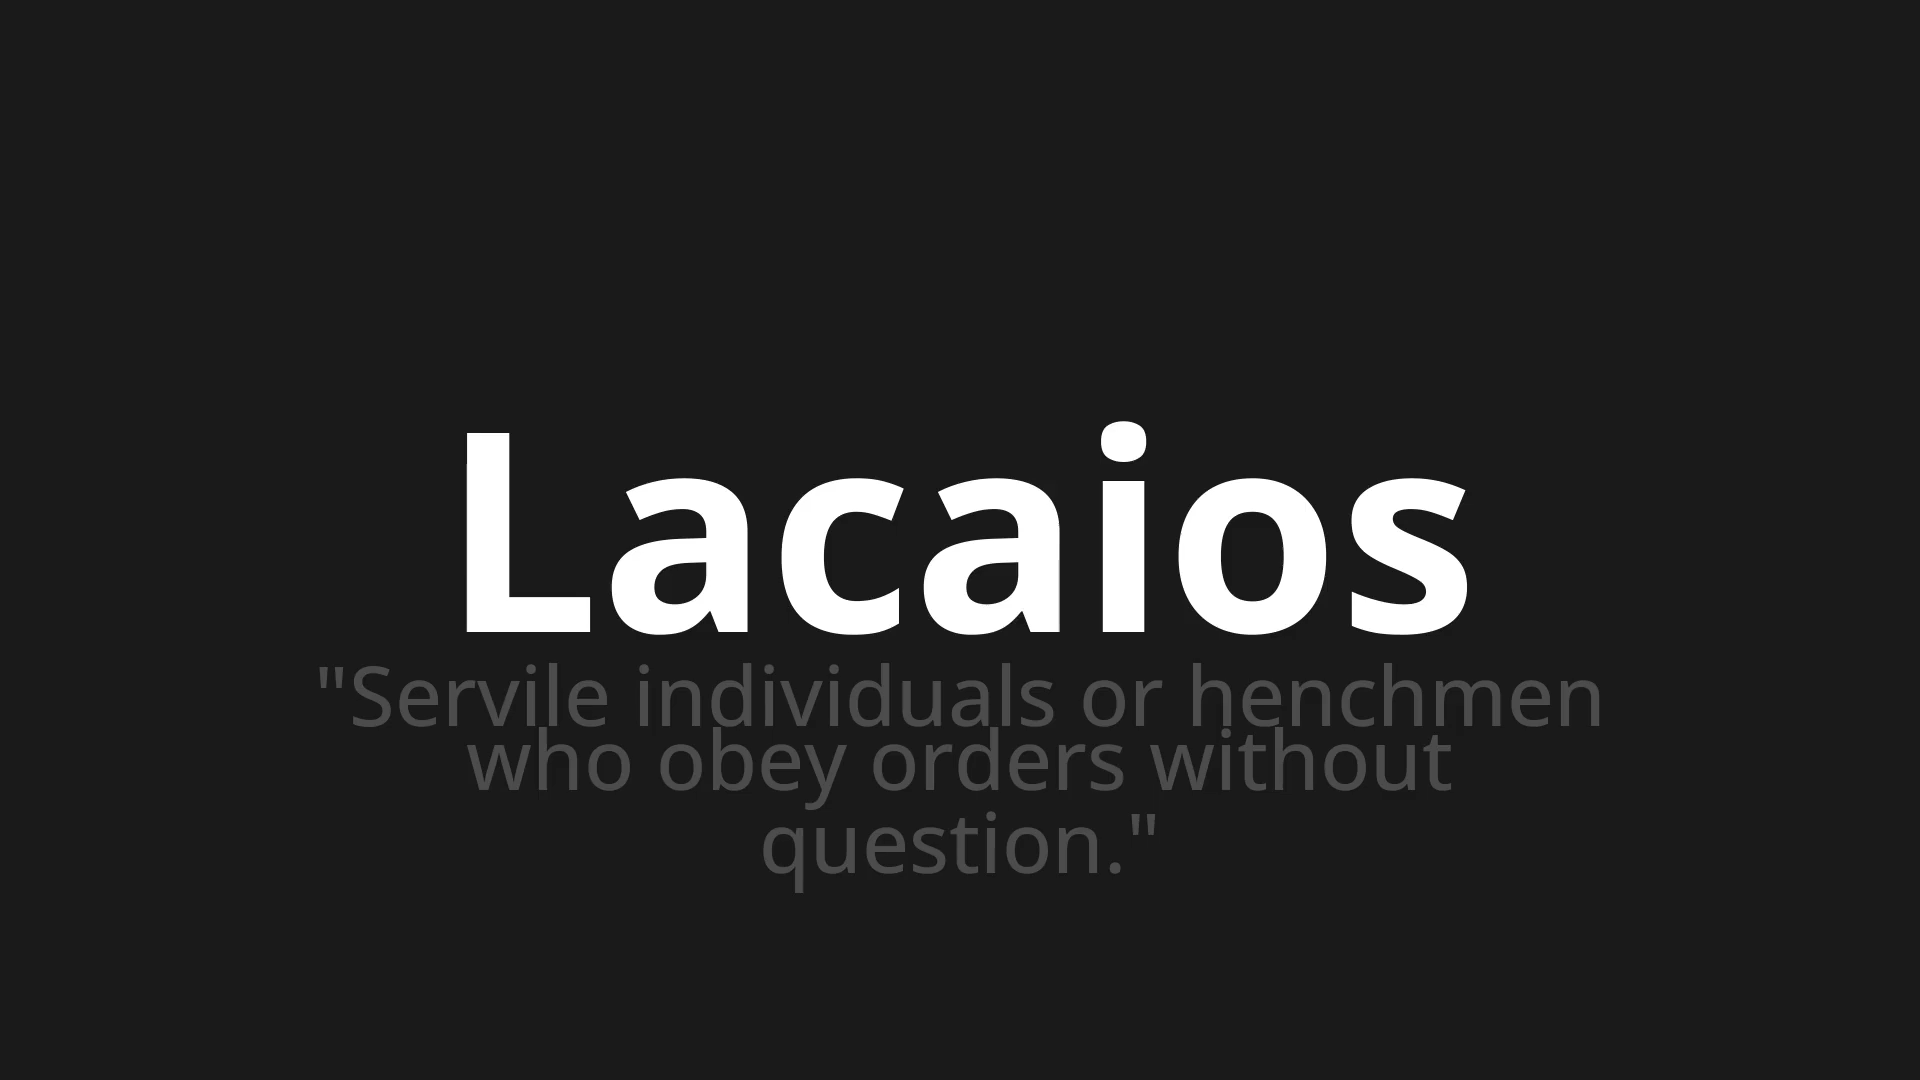 Lacaios
"Servile individuals or henchmen
who obey orders without
question."